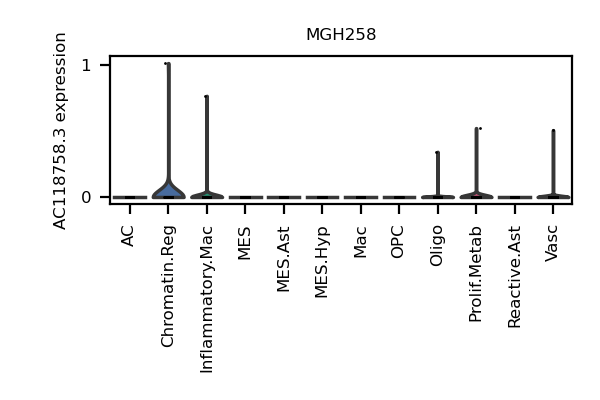 MGH258
AC118758.3 expression
1
0
AC
Chromatin.Reg
Inflammatory.Mac
MES
MES.Ast
MES.Hyp
Mac
OPC
Oligo
Prolif.Metab
Reactive.Ast
Vasc